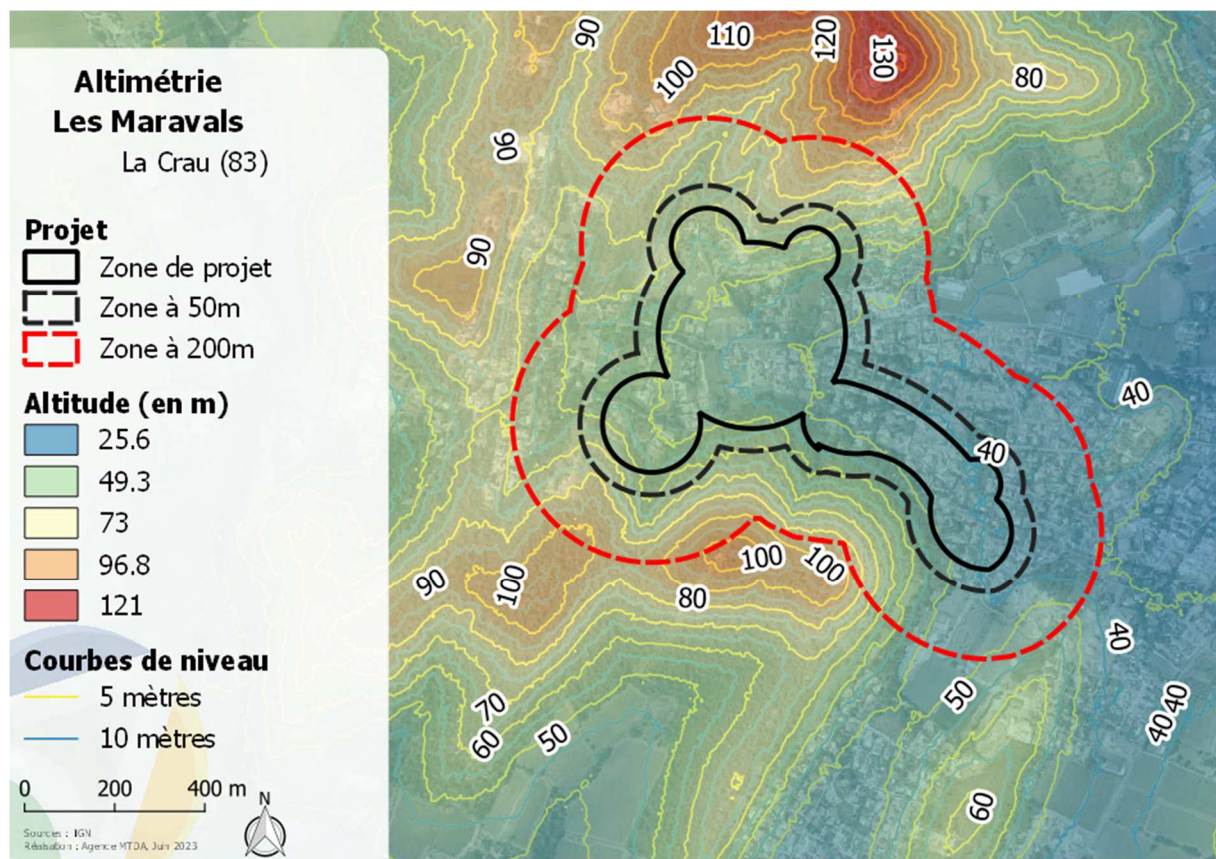 Altimétrie
Les Maravals
La Crau (83)
Projet
Zone de projet
Zone à 50m
Zone à 200m
Altitude (en m)
25.6
49.3
73
96.8
121
Courbes de niveau
5 mètres
10 mètres
0 200 400 m
N
Sources : IGN
Réalisation : Agence MTDA, Juin 2023
90
110
120
130
100
80
90
90
40
40
100
100
90
100
80
40
70
50
40
60
50
40
60